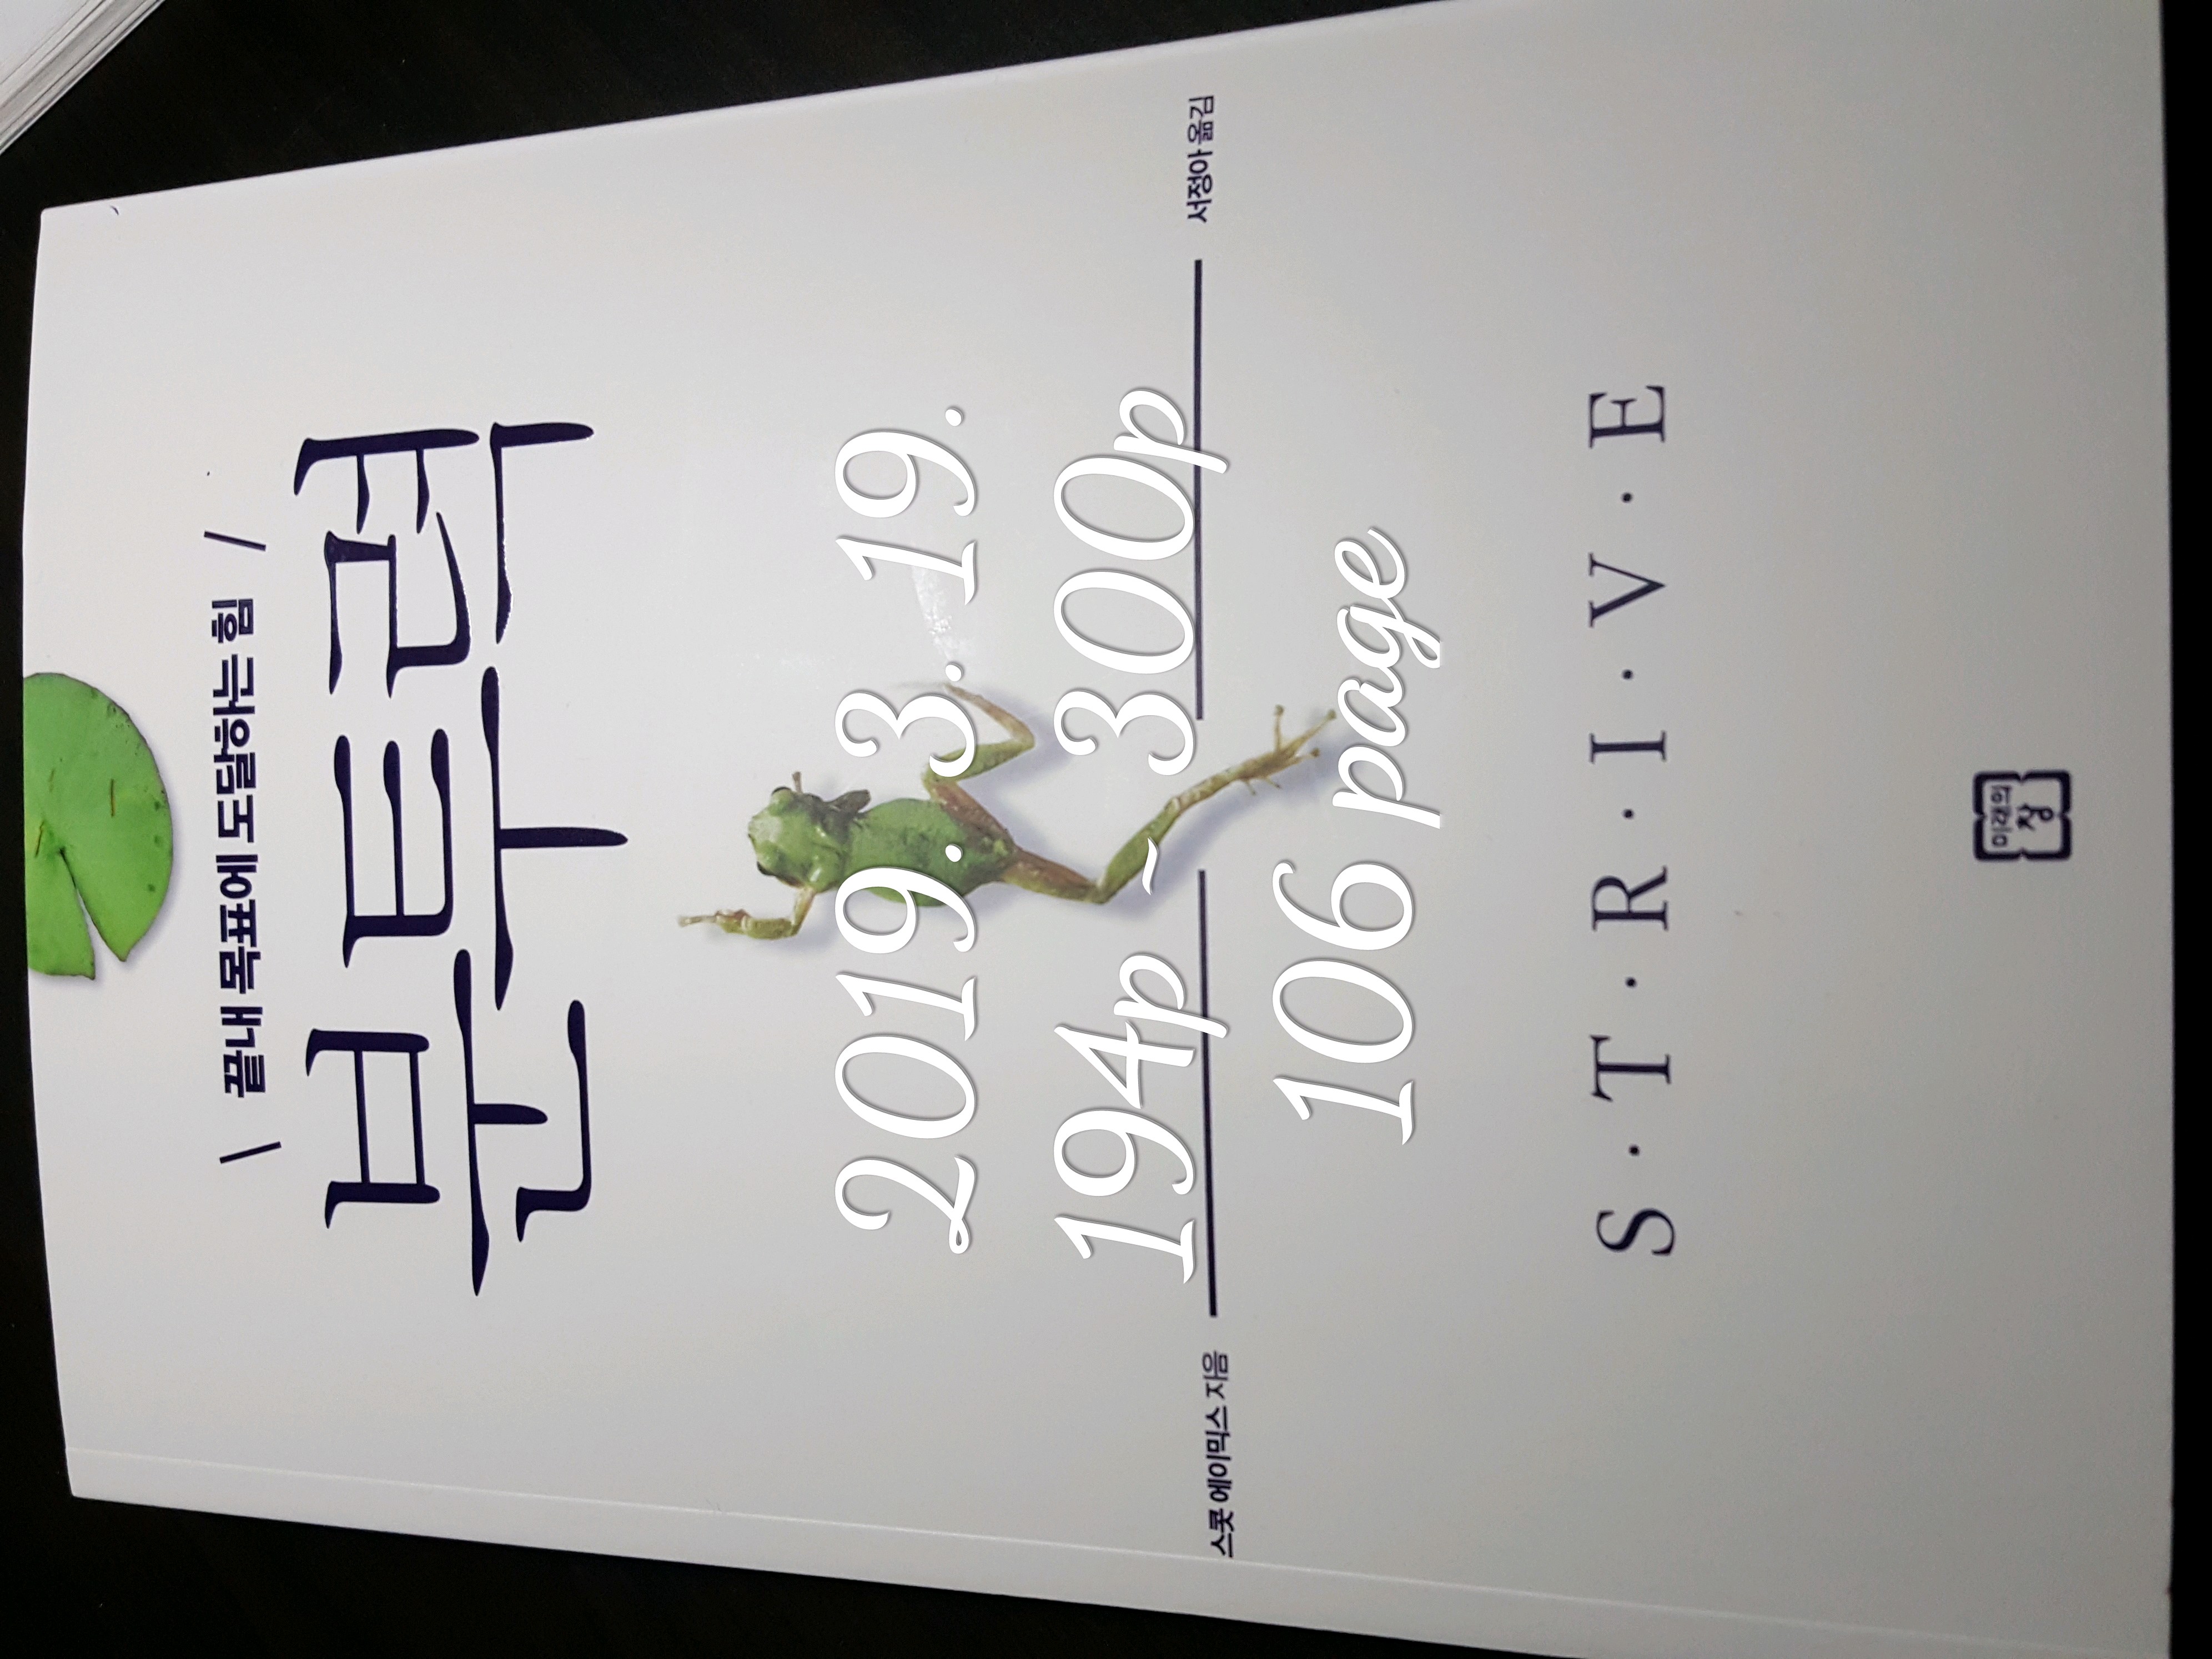 끝내 목표에 도달하는 힘
분투력
2019. 3. 19.
194p ~ 300p
스콧 에이믹스 지음
서정아 옮김
106 page
S·T·R·I·V·E
미래의
창